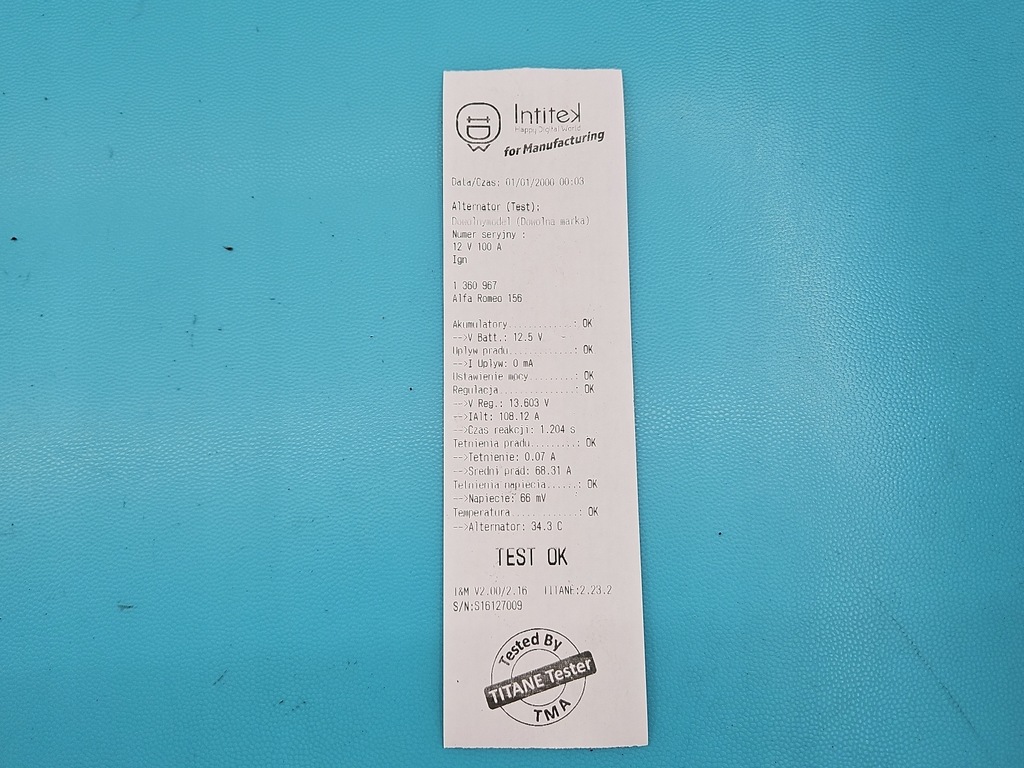 Intitek
Happy Digital World
for Manufacturing
Data/Czas: 01/01/2000 00:03
Alternator (Test):
Dowolnymodel (Dowolna marka)
Numer seryjny :
12 V 100 A
Ign
1 360 967
Alfa Romeo 156
Akumulatory............: OK
-->V Batt.: 12.5 V
Uplyw pradu............: OK
-->I Uplyw: 0 mA
Ustawienie mocy........: OK
Regulacja..............: OK
-->V Reg.: 13.603 V
-->IAlt: 108.12 A
-->Czas reakcji: 1.204 s
Tetnienia pradu.........: OK
-->Tetnienie: 0.07 A
-->Sredni prad: 68.31 A
Tetnienia napiecia......: OK
-->Napiecie: 66 mV
Temperatura............: OK
-->Alternator: 34.3 C
TEST OK
I&M V2.00/2.16 TITANE:2.23.2
S/N:S16127009
Tested By
TITANE Tester
TMA